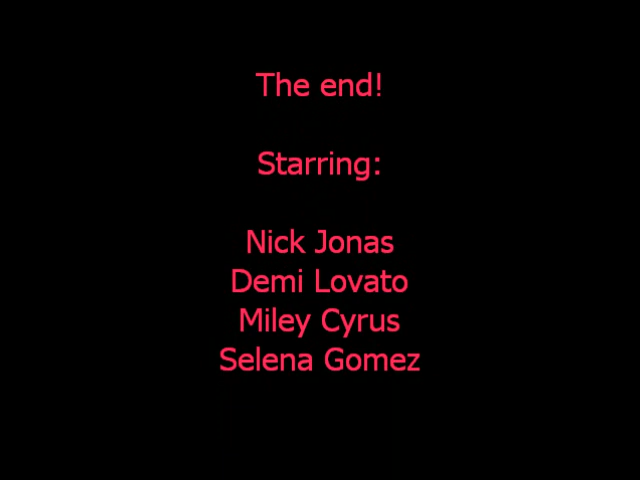 The end!
Starring:
Nick Jonas
Demi Lovato
Miley Cyrus
Selena Gomez